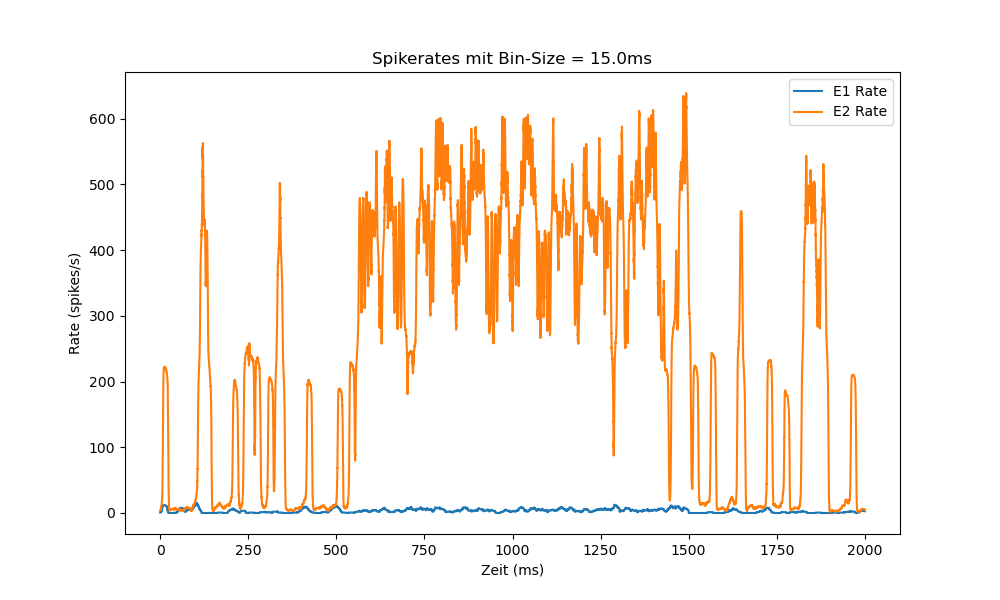 Spikerates mit Bin-Size = 15.0ms
E1 Rate
E2 Rate
Rate (spikes/s)
600
500
400
300
200
100
0
0 250 500 750 1000 1250 1500 1750 2000
Zeit (ms)